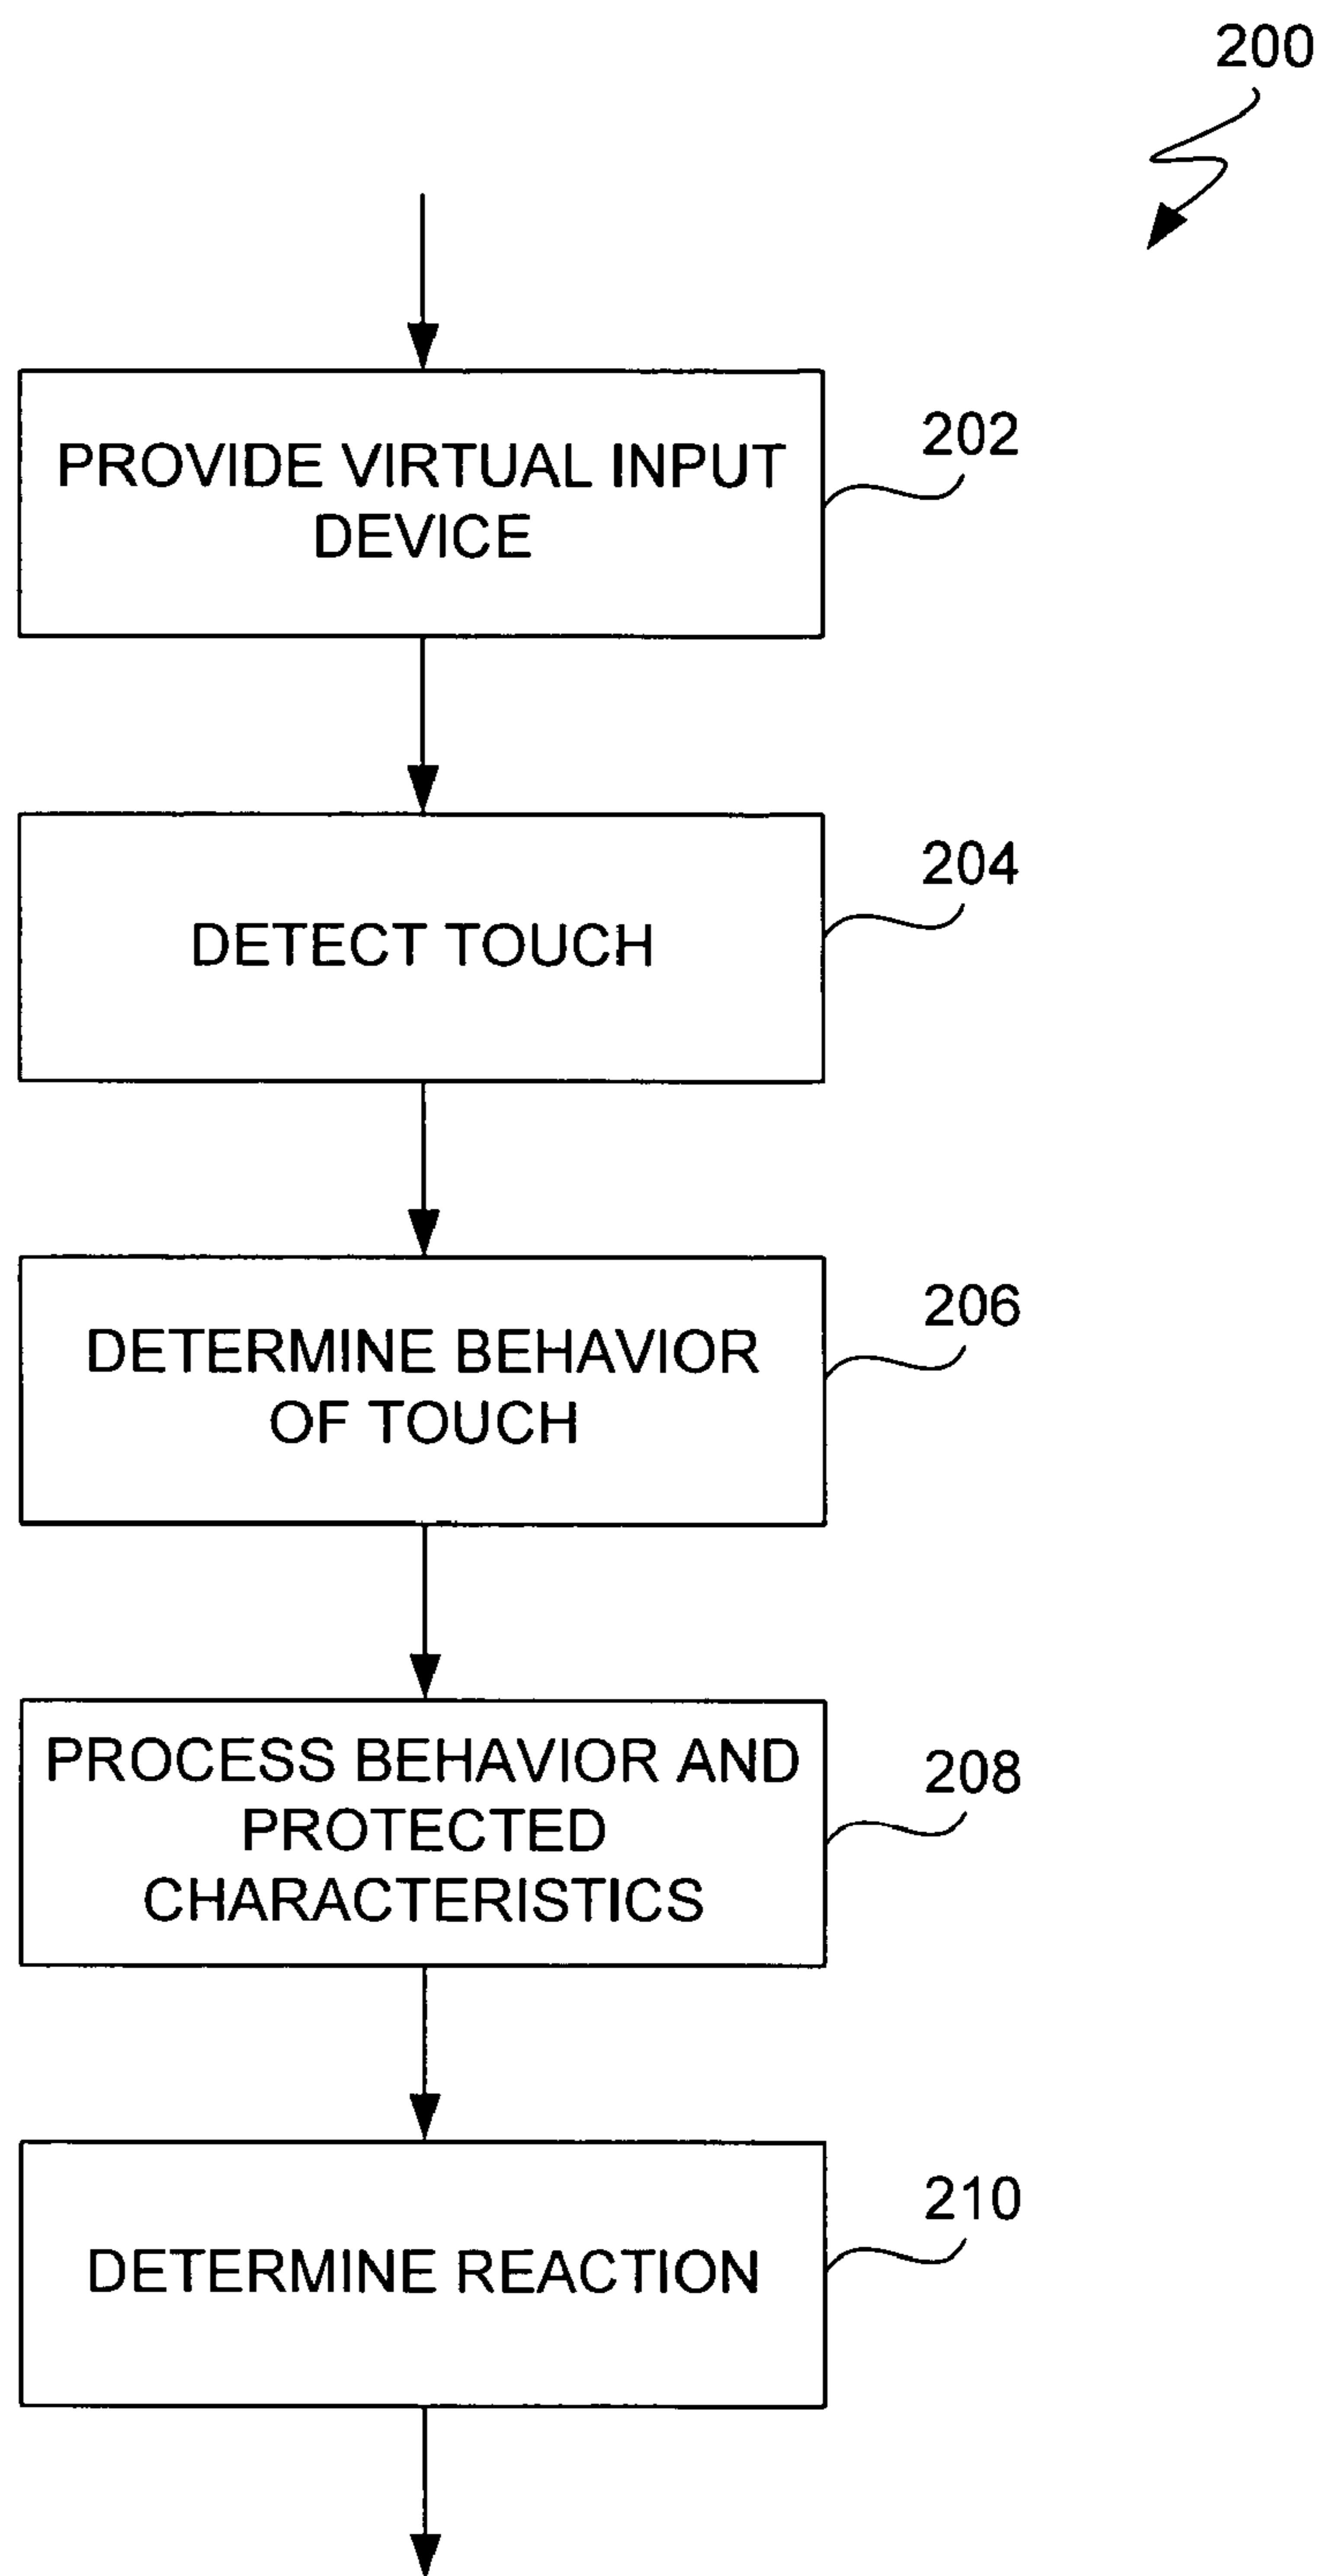 200
PROVIDE VIRTUAL INPUT
DEVICE
202
DETECT TOUCH
204
DETERMINE BEHAVIOR
OF TOUCH
206
PROCESS BEHAVIOR AND
PROTECTED
CHARACTERISTICS
208
DETERMINE REACTION
210